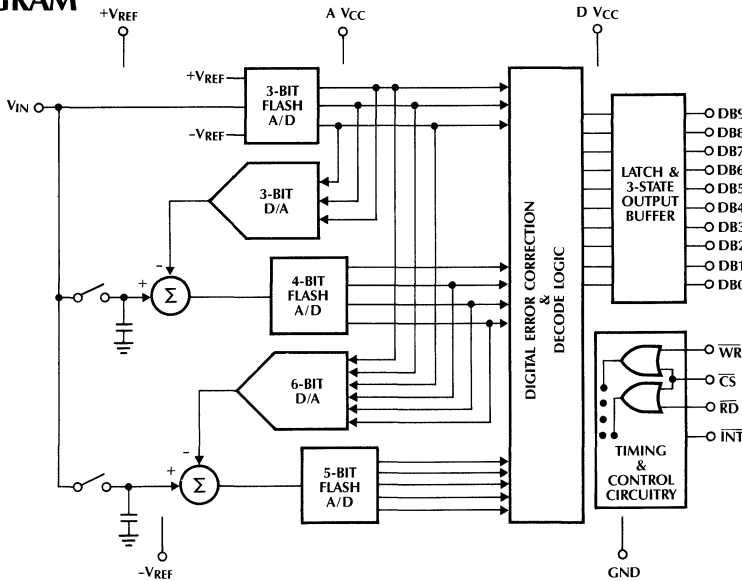 GRAM
+VREF
A VCC
D VCC
VIN
+VREF
-VREF
3-BIT
FLASH
A/D
3-BIT
D/A
-
+
Σ
4-BIT
FLASH
A/D
6-BIT
D/A
-
+
Σ
5-BIT
FLASH
A/D
DIGITAL ERROR CORRECTION
&
DECODE LOGIC
LATCH &
3-STATE
OUTPUT
BUFFER
DB9
DB8
DB7
DB6
DB5
DB4
DB3
DB2
DB1
DB0
WR
CS
RD
INT
TIMING
&
CONTROL
CIRCUITRY
-VREF
GND